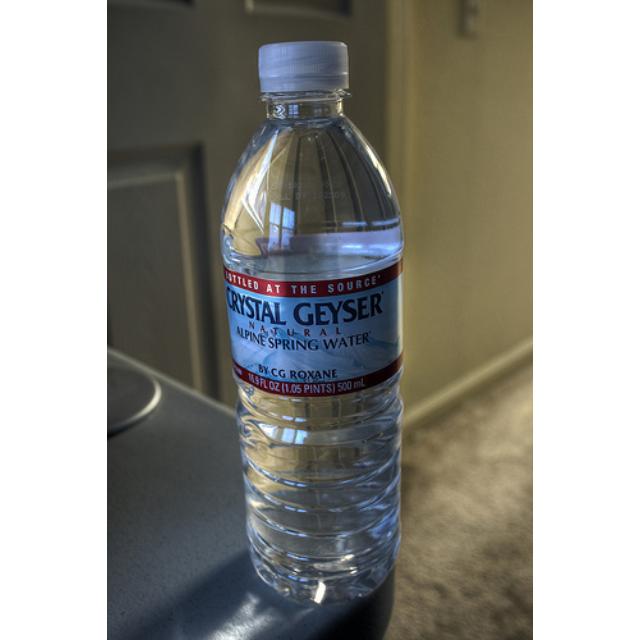 BOTTLED AT THE SOURCE
CRYSTAL GEYSER
NATURAL
ALPINE SPRING WATER
BY CG ROXANE
16.9 FL OZ (1.05 PINTS) 500 mL